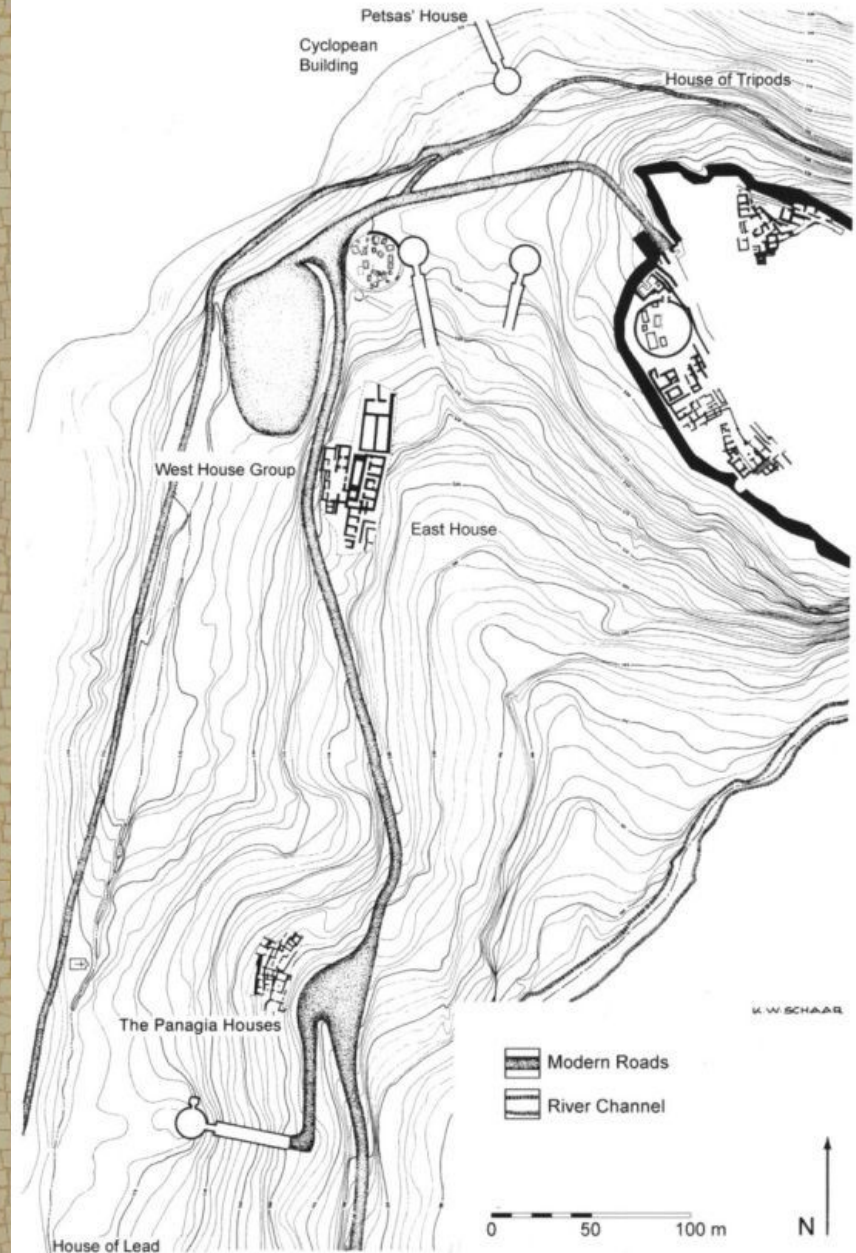 Petsas' House
Cyclopean
Building
House of Tripods
West House Group
East House
The Panagia Houses
K.W. SCHAAR
Modern Roads
River Channel
0 50 100 m
N
House of Lead